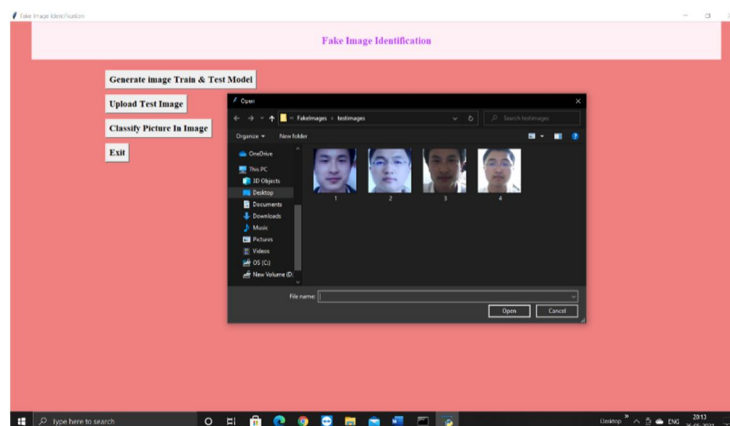 Fake Image Identification
Fake Image Identification
Generate image Train & Test Model
Upload Test Image
Classify Picture In Image
Exit
Open
FakeImages > testimages
Search testimages
Organize
New folder
OneDrive
This PC
3D Objects
Desktop
Documents
Downloads
Music
Pictures
Videos
OS (C:)
New Volume (D:
1 2 3 4
File name:
Open Cancel
Type here to search
Desktop
ENG
20:13